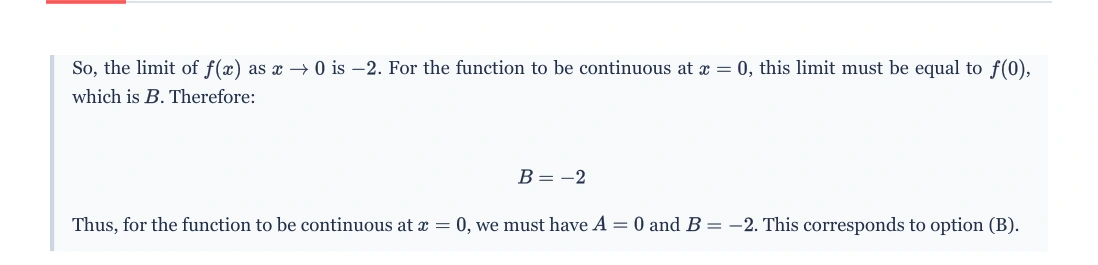 So, the limit of f(x) as x → 0 is −2. For the function to be continuous at x = 0, this limit must be equal to f(0),
which is B. Therefore:
B = −2
Thus, for the function to be continuous at x = 0, we must have A = 0 and B = −2. This corresponds to option (B).